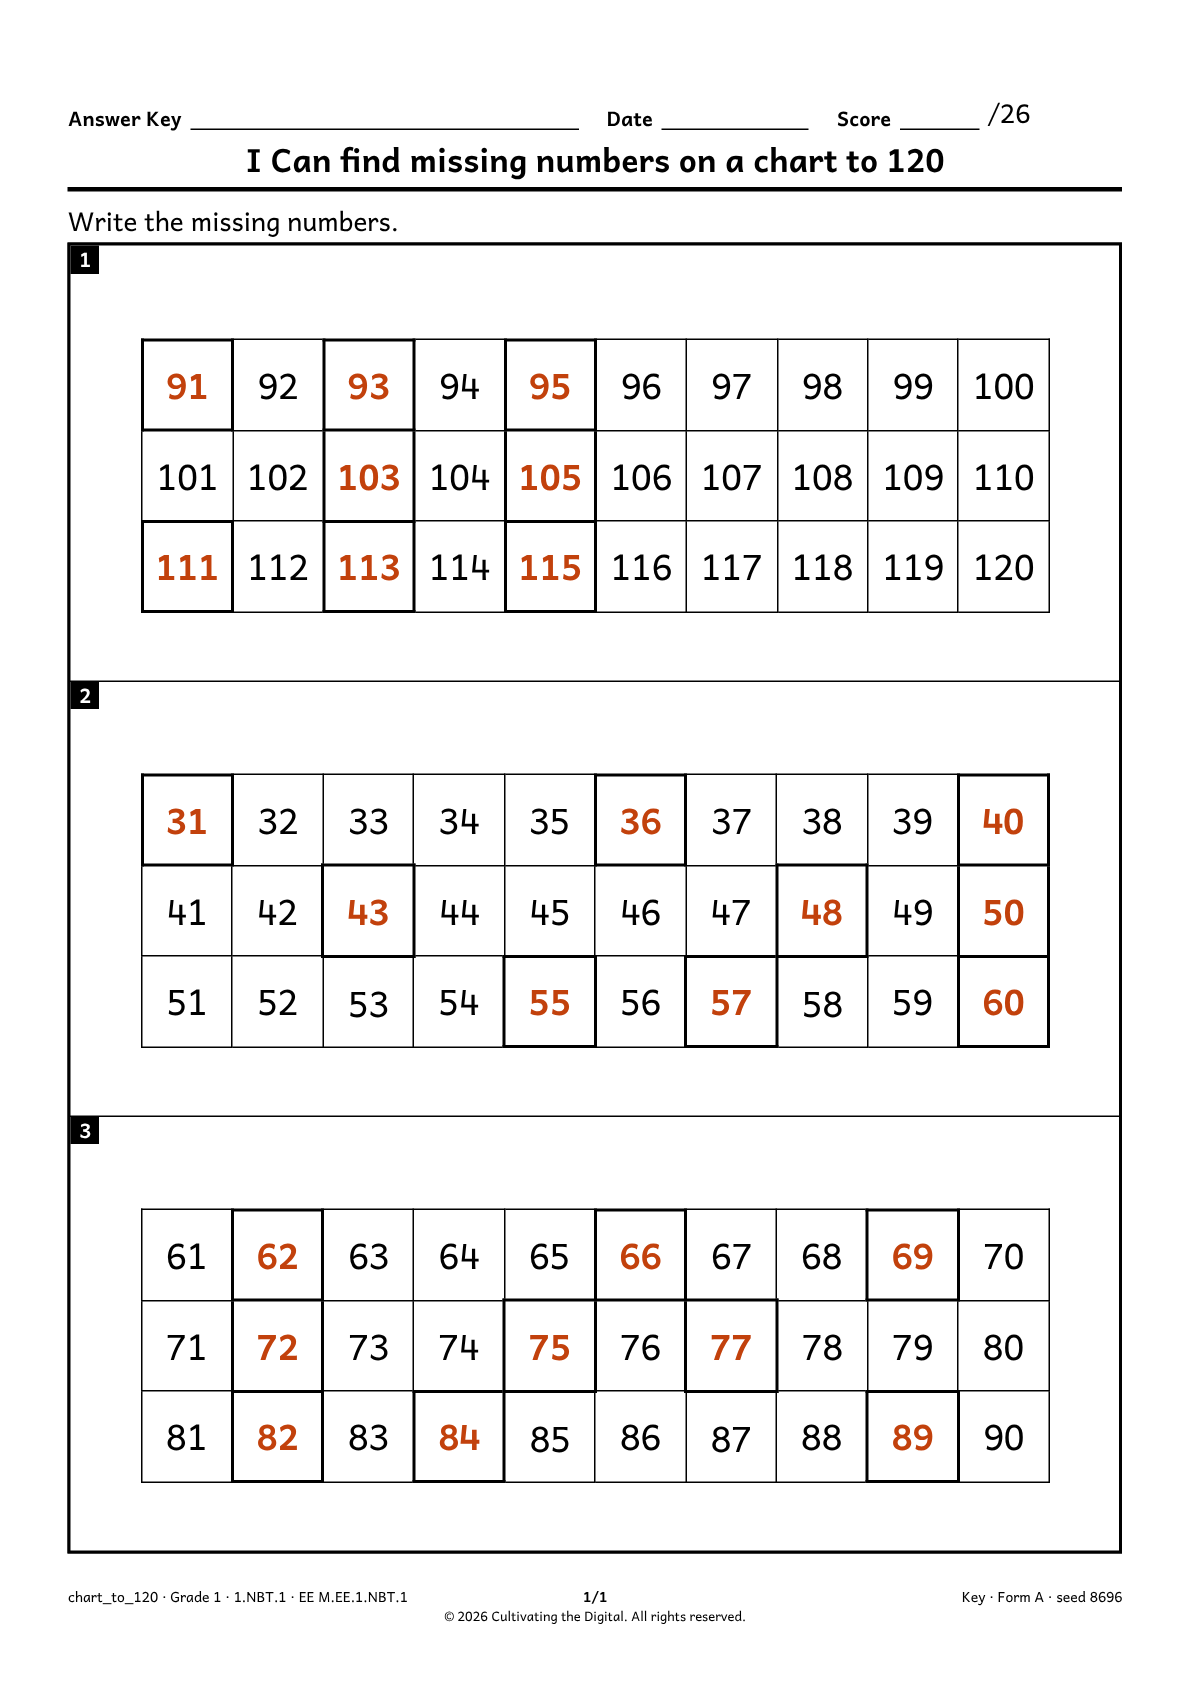 Answer Key Date Score /26
I Can find missing numbers on a chart to 120
Write the missing numbers.
1
91 92 93 94 95 96 97 98 99 100
101 102 103 104 105 106 107 108 109 110
111 112 113 114 115 116 117 118 119 120
2
31 32 33 34 35 36 37 38 39 40
41 42 43 44 45 46 47 48 49 50
51 52 53 54 55 56 57 58 59 60
3
61 62 63 64 65 66 67 68 69 70
71 72 73 74 75 76 77 78 79 80
81 82 83 84 85 86 87 88 89 90
chart_to_120 · Grade 1 · 1.NBT.1 · EE M.EE.1.NBT.1 1/1 Key · Form A · seed 8696
© 2026 Cultivating the Digital. All rights reserved.